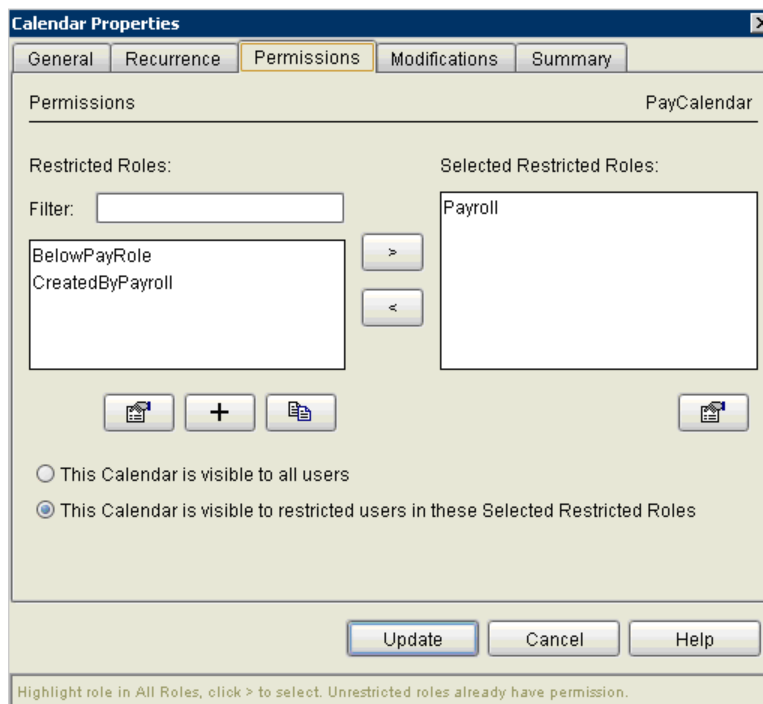 Calendar Properties
General Recurrence Permissions Modifications Summary
Permissions PayCalendar
Restricted Roles: Selected Restricted Roles:
Filter:
Payroll
BelowPayRole
CreatedByPayroll
>
<
+
This Calendar is visible to all users
This Calendar is visible to restricted users in these Selected Restricted Roles
Update Cancel Help
Highlight role in All Roles, click > to select. Unrestricted roles already have permission.